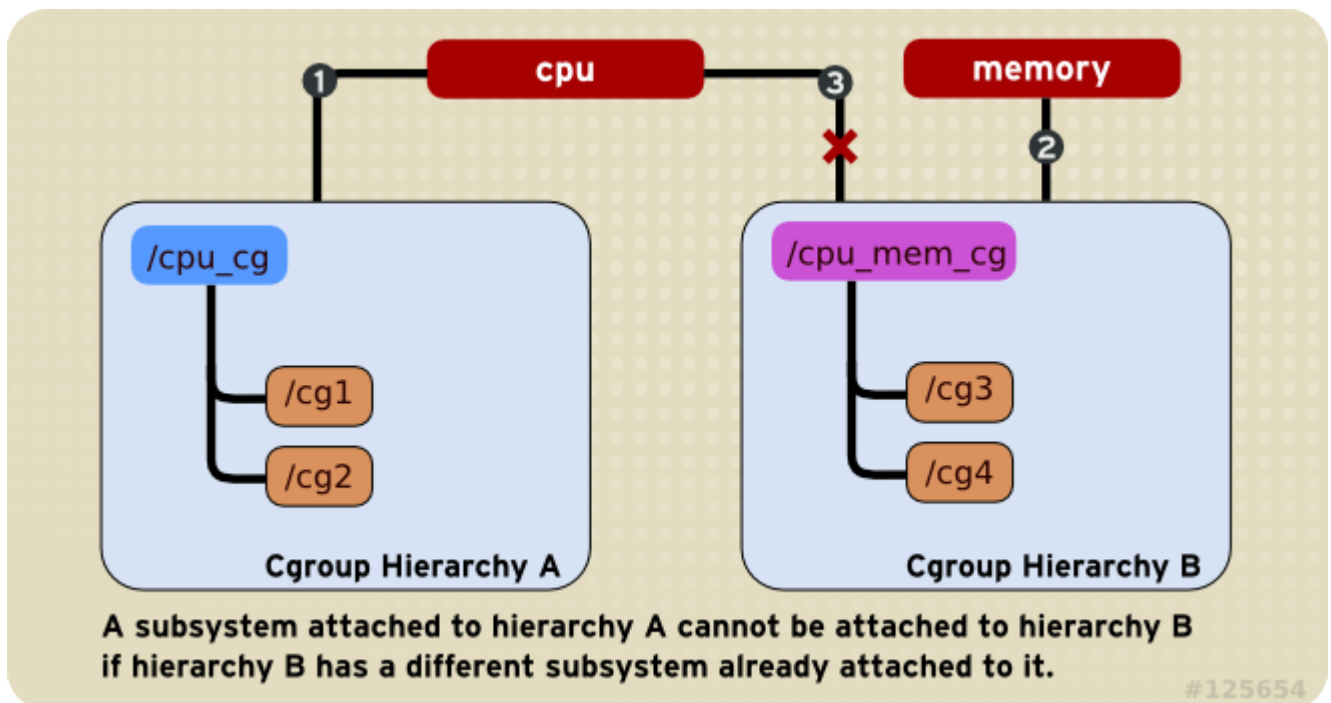 cpu
memory
1
3
2
/cpu_cg
/cg1
/cg2
Cgroup Hierarchy A
/cpu_mem_cg
/cg3
/cg4
Cgroup Hierarchy B
A subsystem attached to hierarchy A cannot be attached to hierarchy B
if hierarchy B has a different subsystem already attached to it.
#125654